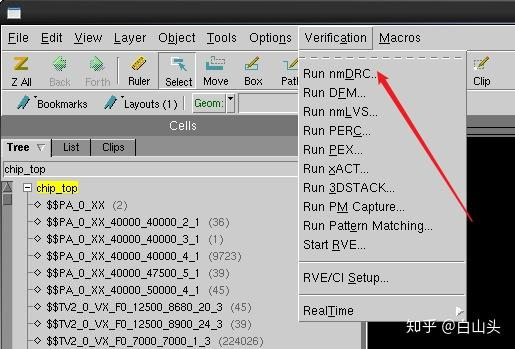 File Edit View Layer Object Tools Options Verification Macros
Z All Back Forward Ruler Select Move Box Path Clip
Bookmarks Layouts (1) Geom:
Cells
Tree List Clips
chip_top
chip_top
$$PA_0_XX (2)
$$PA_0_XX_40000_40000_2_1 (36)
$$PA_0_XX_40000_40000_3_1 (1)
$$PA_0_XX_40000_40000_4_1 (9723)
$$PA_0_XX_40000_47500_5_1 (39)
$$PA_0_XX_40000_50000_4_1 (44)
$$TV2_0_VX_F0_12500_8680_20_3 (45)
$$TV2_0_VX_F0_12500_8900_24_3 (39)
$$TV2_0_VX_F0_7000_7000_1_3 (224026)
Run nmDRC...
Run DFM...
Run nmLVS...
Run PERC...
Run PEX...
Run xACT...
Run 3DSTACK...
Run PM Capture...
Run Pattern Matching...
Start RVE...
RVE/CI Setup...
RealTime
知乎 @白山头